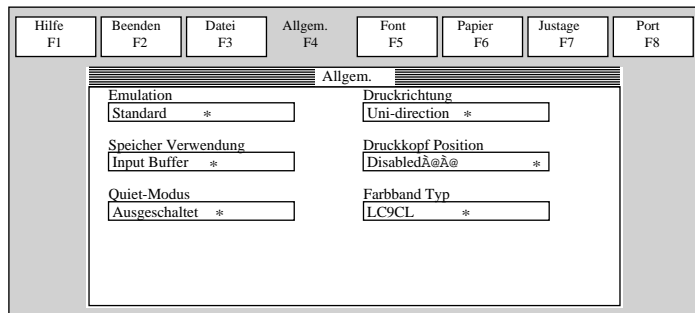 Hilfe Beenden Datei Allgem. Font Papier Justage Port
F1 F2 F3 F4 F5 F6 F7 F8
Allgem.
Emulation Druckrichtung
Standard * Uni-direction *
Speicher Verwendung Druckkopf Position
Input Buffer * DisabledÀ@À@ *
Quiet-Modus Farbband Typ
Ausgeschaltet * LC9CL *